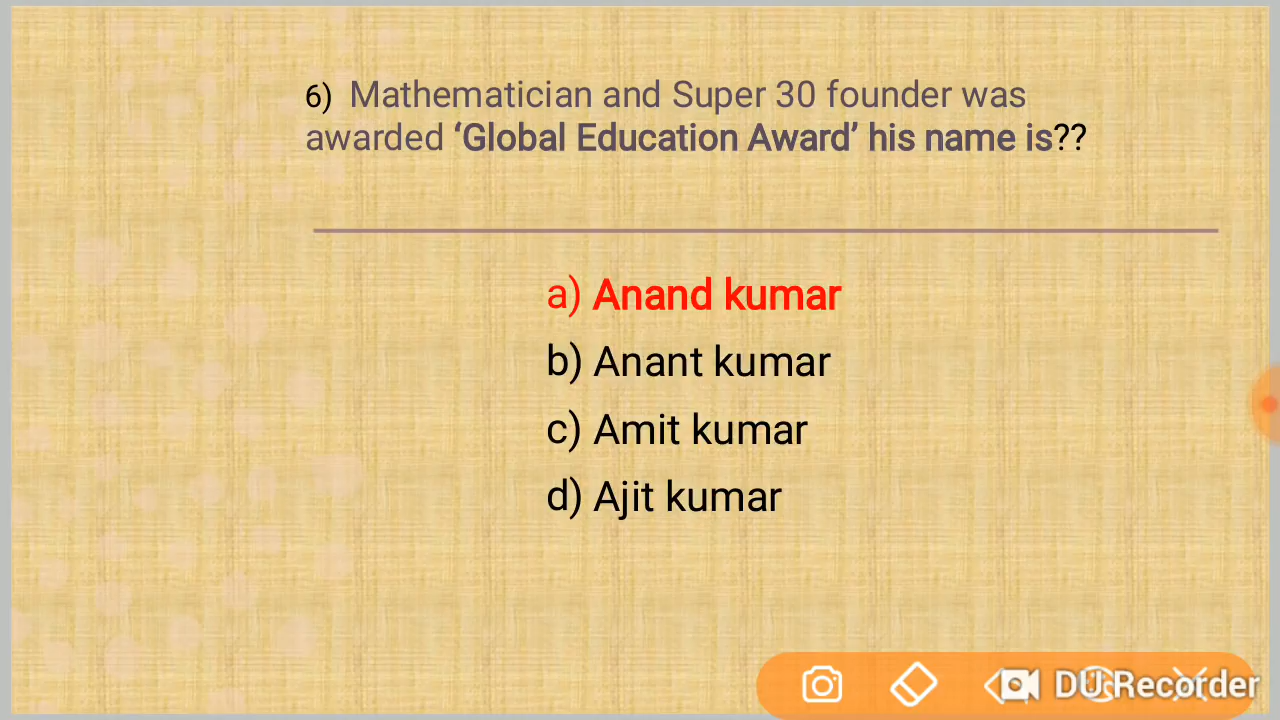 6) Mathematician and Super 30 founder was
awarded ‘Global Education Award’ his name is??
a) Anand kumar
b) Anant kumar
c) Amit kumar
d) Ajit kumar
DU Recorder